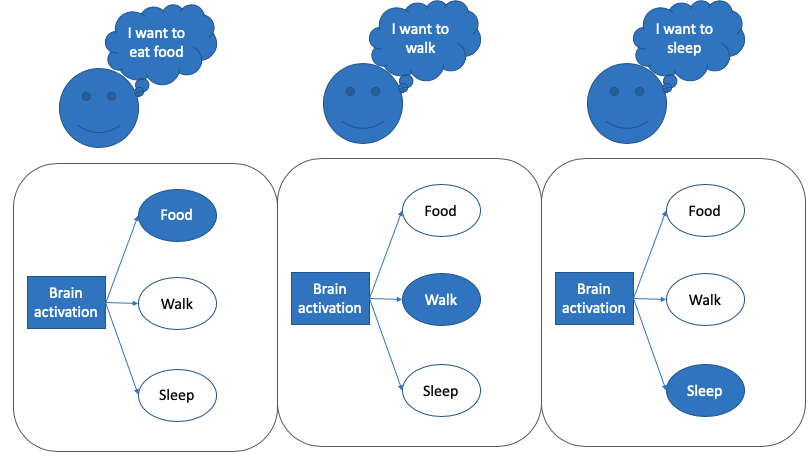 I want to
eat food
I want to
walk
I want to
sleep
Food
Brain
activation
Walk
Sleep
Food
Brain
activation
Walk
Sleep
Food
Brain
activation
Walk
Sleep